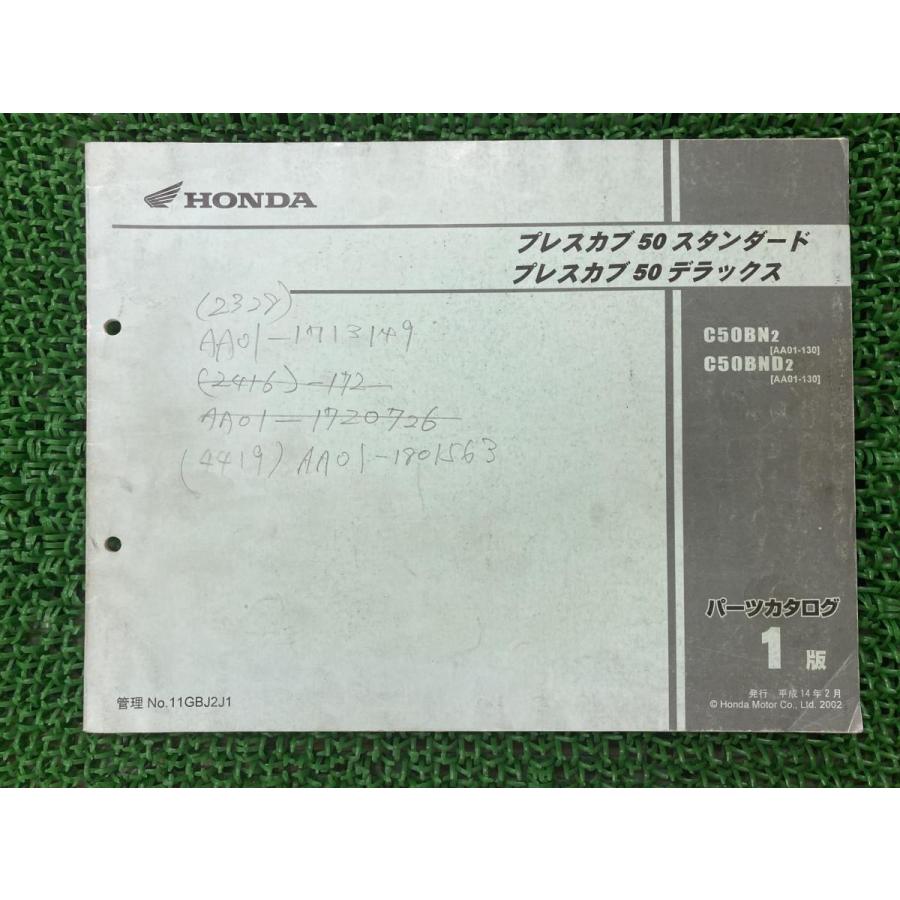 HONDA
プレスカブ 50 スタンダード
プレスカブ 50 デラックス
(2328)
AA01-1713149
(2416)-172
AA01-1720726
(4419) AA01-1801563
C50BN2
[AA01-130]
C50BND2
[AA01-130]
パーツカタログ
1 版
管理 No.11GBJ2J1
発行 平成14年2月
© Honda Motor Co., Ltd. 2002